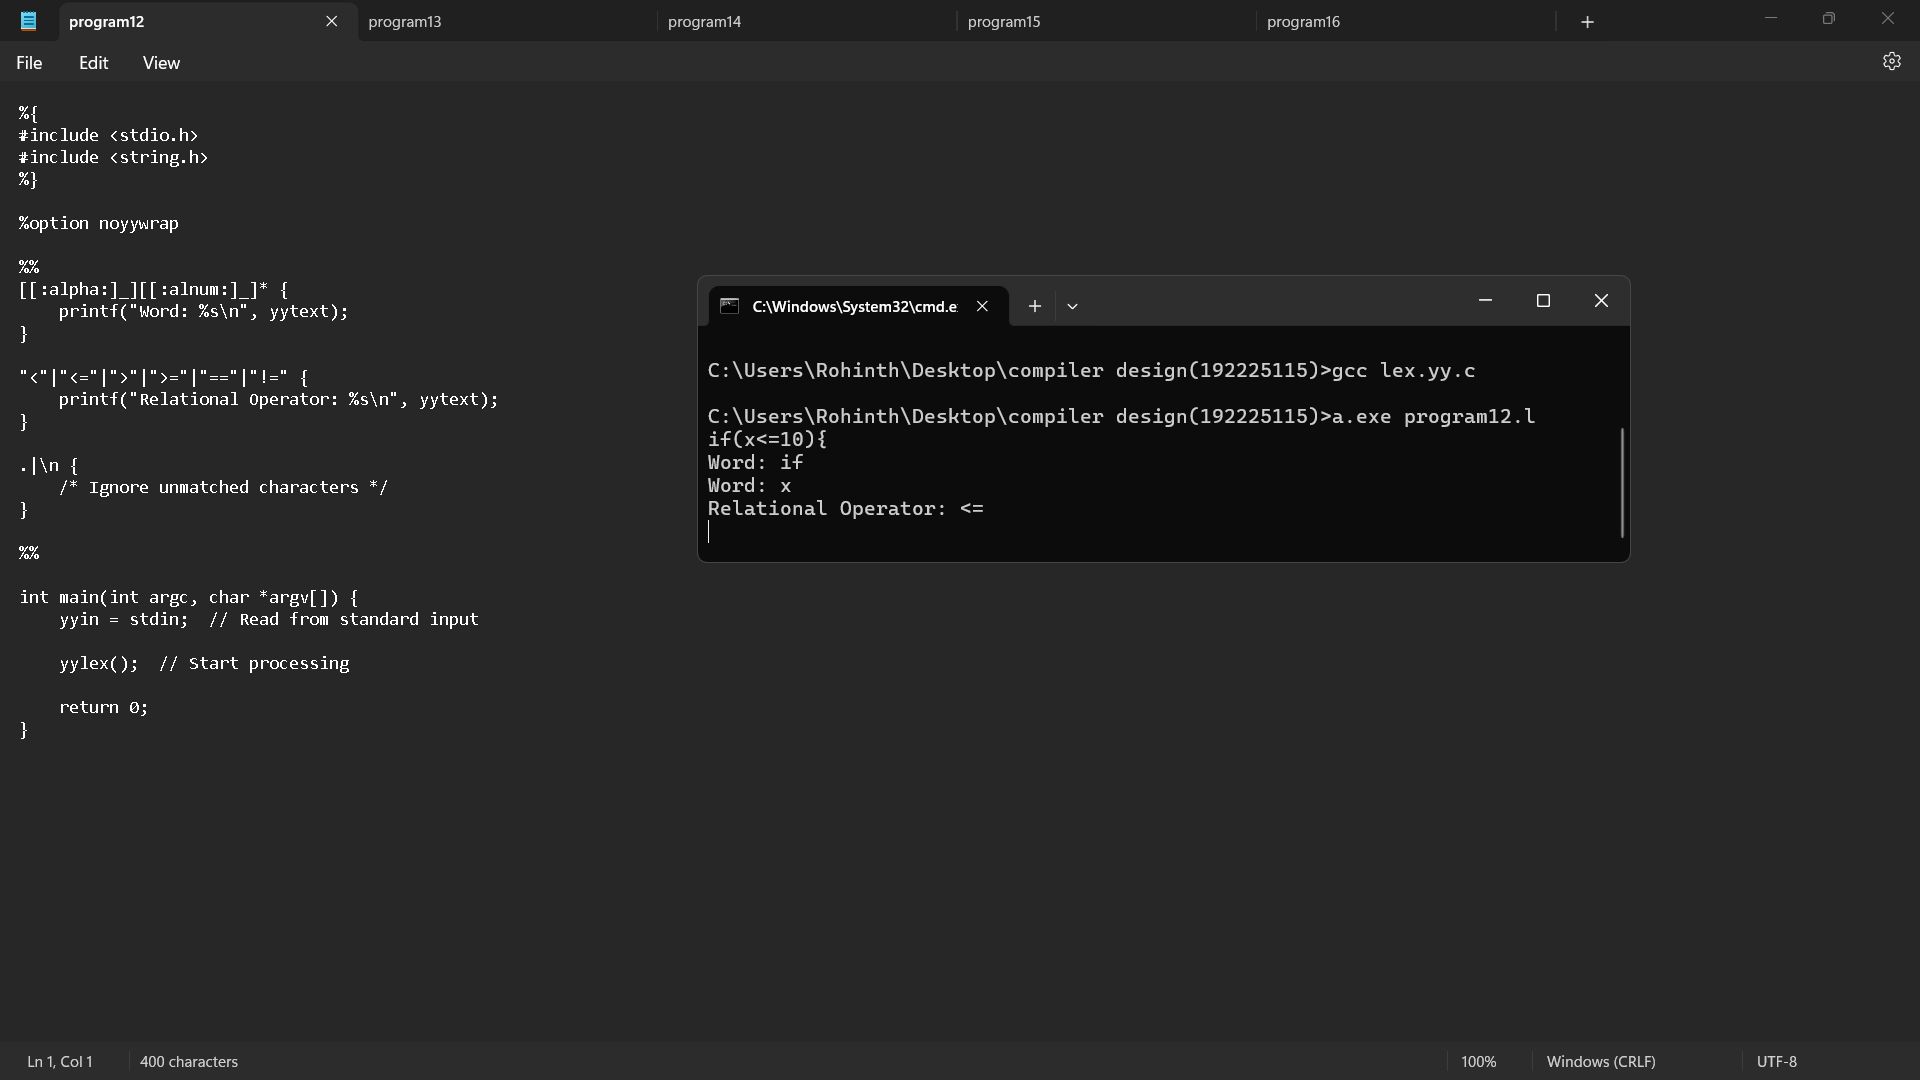 program12
program13
program14
program15
program16
File Edit View
%{
#include <stdio.h>
#include <string.h>
%}
%option noyywrap
%%
[[:alpha:]_][[:alnum:]_]* {
    printf("Word: %s\n", yytext);
}
"<"|"<="|">"|">="|"=="|"!=" {
    printf("Relational Operator: %s\n", yytext);
}
.|\n {
    /* Ignore unmatched characters */
}
%%
int main(int argc, char *argv[]) {
    yyin = stdin;  // Read from standard input
    yylex();  // Start processing
    return 0;
}
C:\Windows\System32\cmd.e
C:\Users\Rohinth\Desktop\compiler design(192225115)>gcc lex.yy.c
C:\Users\Rohinth\Desktop\compiler design(192225115)>a.exe program12.l
if(x<=10){
Word: if
Word: x
Relational Operator: <=
Ln 1, Col 1
400 characters
100%
Windows (CRLF)
UTF-8